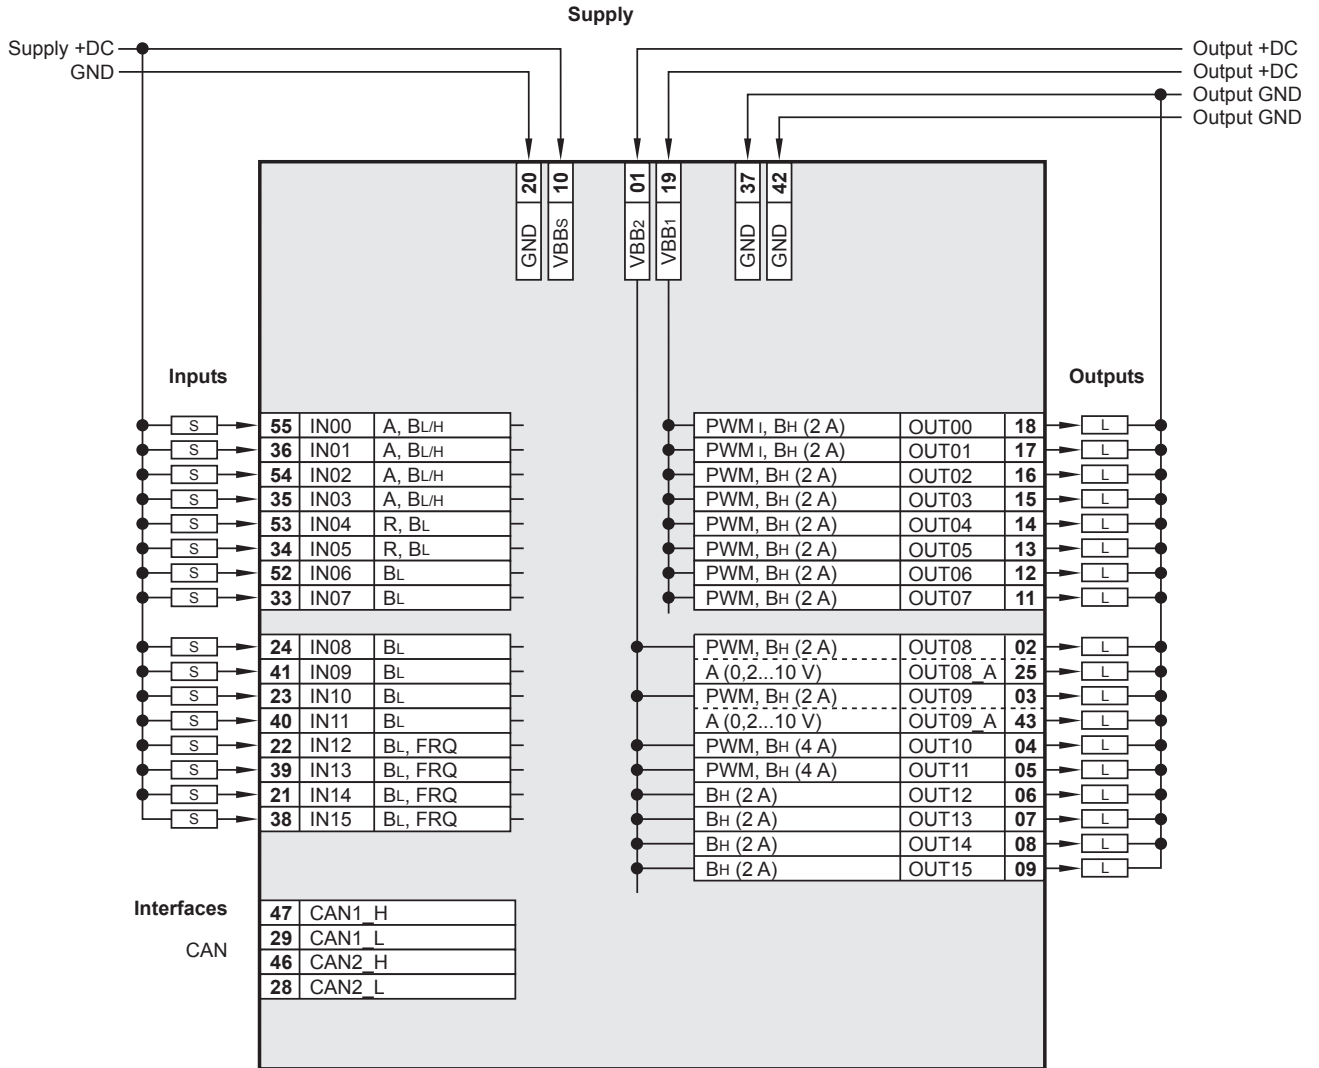 Supply
Supply +DC
GND
Output +DC
Output +DC
Output GND
Output GND
20 GND
10 VBBS
01 VBB2
19 VBB1
37 GND
42 GND
Inputs
S 55 IN00 A, BL/H
S 36 IN01 A, BL/H
S 54 IN02 A, BL/H
S 35 IN03 A, BL/H
S 53 IN04 R, BL
S 34 IN05 R, BL
S 52 IN06 BL
S 33 IN07 BL
S 24 IN08 BL
S 41 IN09 BL
S 23 IN10 BL
S 40 IN11 BL
S 22 IN12 BL, FRQ
S 39 IN13 BL, FRQ
S 21 IN14 BL, FRQ
S 38 IN15 BL, FRQ
Outputs
PWM I, BH (2 A) OUT00 18 L
PWM I, BH (2 A) OUT01 17 L
PWM, BH (2 A) OUT02 16 L
PWM, BH (2 A) OUT03 15 L
PWM, BH (2 A) OUT04 14 L
PWM, BH (2 A) OUT05 13 L
PWM, BH (2 A) OUT06 12 L
PWM, BH (2 A) OUT07 11 L
PWM, BH (2 A) OUT08 02 L
A (0,2...10 V) OUT08_A 25 L
PWM, BH (2 A) OUT09 03 L
A (0,2...10 V) OUT09_A 43 L
PWM, BH (4 A) OUT10 04 L
PWM, BH (4 A) OUT11 05 L
BH (2 A) OUT12 06 L
BH (2 A) OUT13 07 L
BH (2 A) OUT14 08 L
BH (2 A) OUT15 09 L
Interfaces
CAN
47 CAN1_H
29 CAN1_L
46 CAN2_H
28 CAN2_L